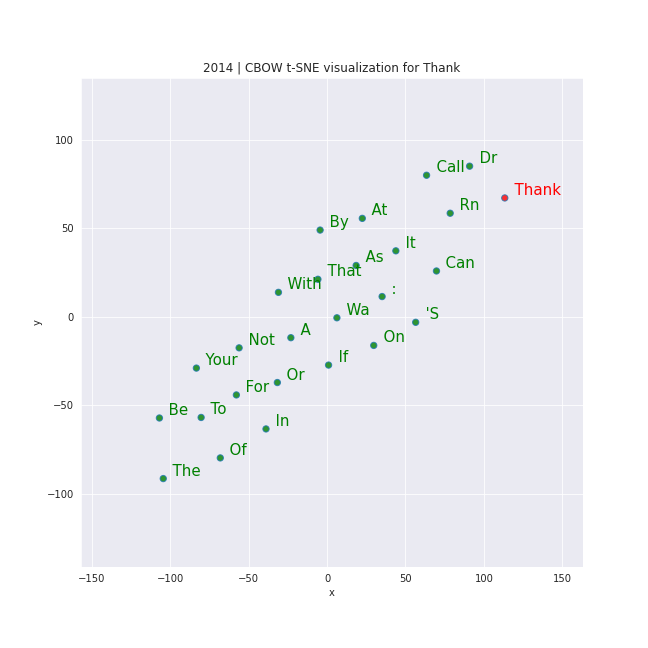 2014 | CBOW t-SNE visualization for Thank
Dr
Call
Thank
Rn
At
By
It
As
Can
That
With
:
Wa
'S
A
On
Not
If
Your
Or
For
To
Be
In
Of
The
100
50
0
−50
−100
y
−150 −100 −50 0 50 100 150
x